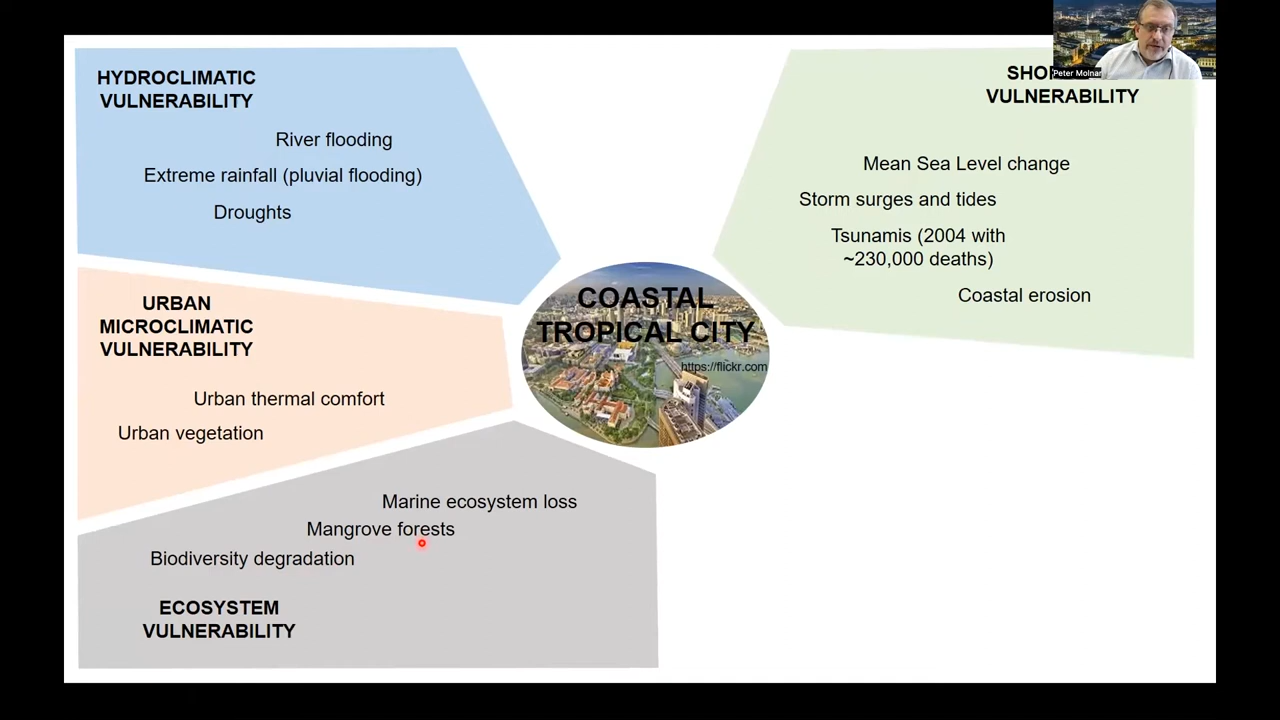 HYDROCLIMATIC
VULNERABILITY
River flooding
Extreme rainfall (pluvial flooding)
Droughts
URBAN
MICROCLIMATIC
VULNERABILITY
Urban thermal comfort
Urban vegetation
Marine ecosystem loss
Mangrove forests
Biodiversity degradation
ECOSYSTEM
VULNERABILITY
COASTAL
TROPICAL CITY
https://flickr.com
Peter Molnar
VULNERABILITY
Mean Sea Level change
Storm surges and tides
Tsunamis (2004 with
~230,000 deaths)
Coastal erosion